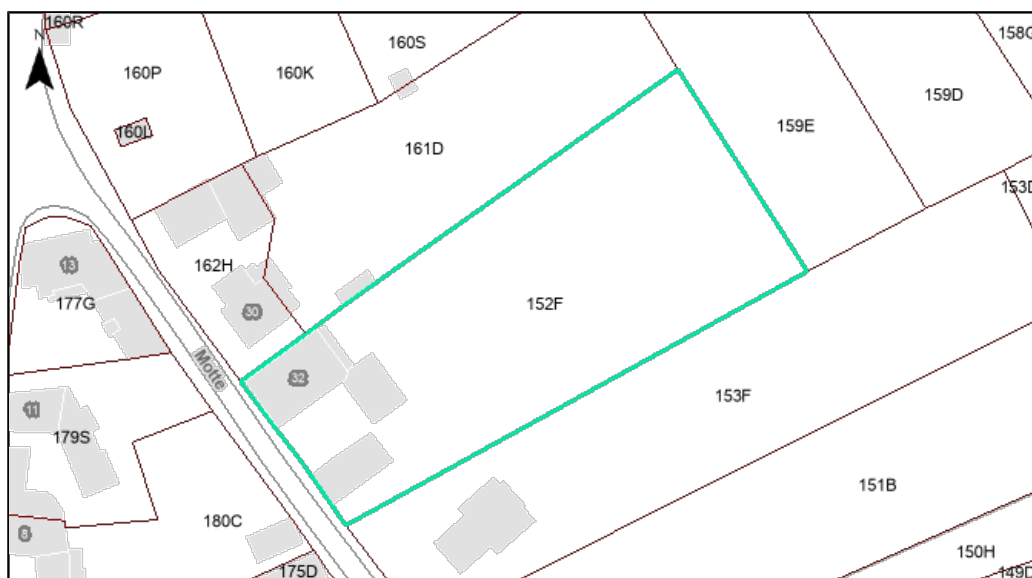 160R
158G
N
160S
160P
160K
159D
159E
160L
161D
153D
162H
13
177G
152F
30
Motte
32
153F
11
179S
151B
180C
8
150H
175D
149D